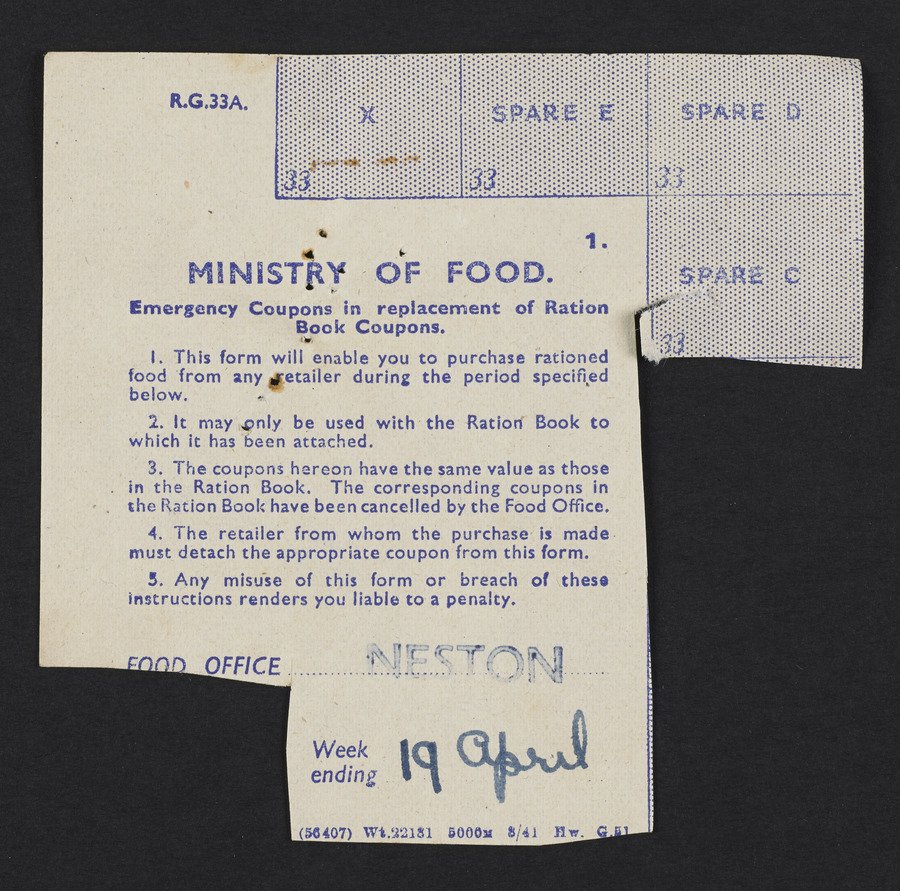 R.G.33A.
X SPARE E SPARE D
33 33 33
1.
SPARE C
33
MINISTRY OF FOOD.
Emergency Coupons in replacement of Ration
Book Coupons.
1. This form will enable you to purchase rationed
food from any retailer during the period specified
below.
2. It may only be used with the Ration Book to
which it has been attached.
3. The coupons hereon have the same value as those
in the Ration Book. The corresponding coupons in
the Ration Book have been cancelled by the Food Office.
4. The retailer from whom the purchase is made
must detach the appropriate coupon from this form.
5. Any misuse of this form or breach of these
instructions renders you liable to a penalty.
FOOD OFFICE NESTON
Week
ending 19 April
(56407) Wt.22181 5000M 8/41 Hw. G.51